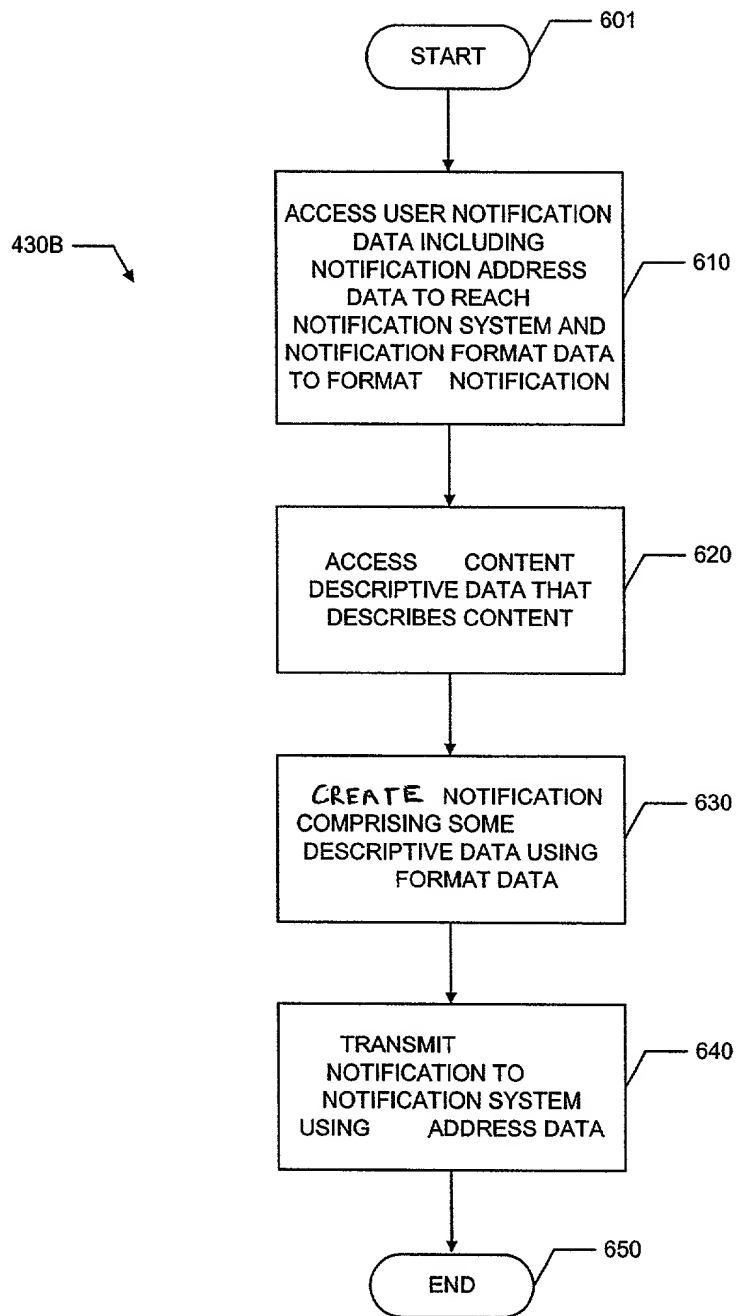 601
START
430B
ACCESS USER NOTIFICATION
DATA INCLUDING
NOTIFICATION ADDRESS
DATA TO REACH
NOTIFICATION SYSTEM AND
NOTIFICATION FORMAT DATA
TO FORMAT NOTIFICATION
610
ACCESS CONTENT
DESCRIPTIVE DATA THAT
DESCRIBES CONTENT
620
CREATE NOTIFICATION
COMPRISING SOME
DESCRIPTIVE DATA USING
FORMAT DATA
630
TRANSMIT
NOTIFICATION TO
NOTIFICATION SYSTEM
USING ADDRESS DATA
640
END
650